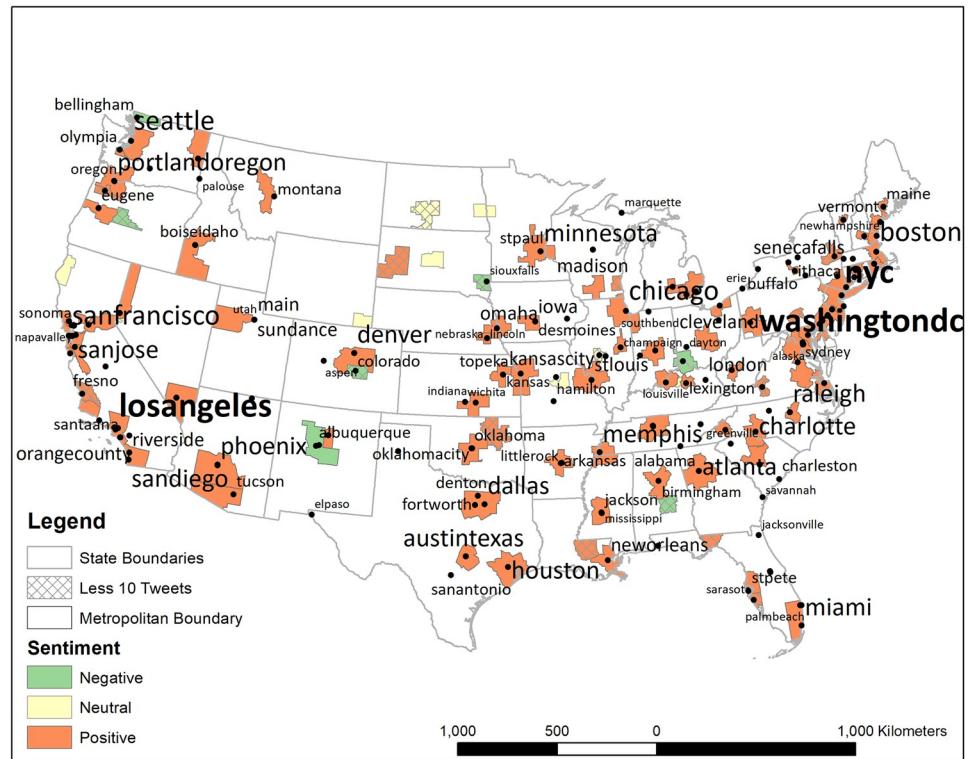 bellingham
seattle
olympia
portlandoregon
oregon
palouse
montana
eugene
boiseidaho
marquette
maine
vermont
newhampshire
boston
stpaul
minnesota
senecafalls
madison
siouxfalls
ithaca
nyc
erie
buffalo
chicago
sonoma
sanfrancisco
utah
main
omaha
iowa
napavalley
sundance
denver
nebraska
lincoln
desmoines
southbend
cleveland
washingtondc
sanjose
colorado
topeka
kansascity
stlouis
champaign
dayton
alaska
sydney
aspen
fresno
kansas
hamilton
london
indiana
wichita
louisville
lexington
raleigh
losangeles
santaana
riverside
phoenix
albuquerque
oklahoma
memphis
greenville
charlotte
orangecounty
oklahomacity
littlerock
arkansas
alabama
atlanta
charleston
sandiego
tucson
denton
dallas
birmingham
savannah
elpaso
fortworth
jackson
mississippi
jacksonville
austintexas
neworleans
houston
sanantonio
stpete
sarasota
palmbeach
miami
Legend
State Boundaries
Less 10 Tweets
Metropolitan Boundary
Sentiment
Negative
Neutral
Positive
1,000 500 0 1,000 Kilometers